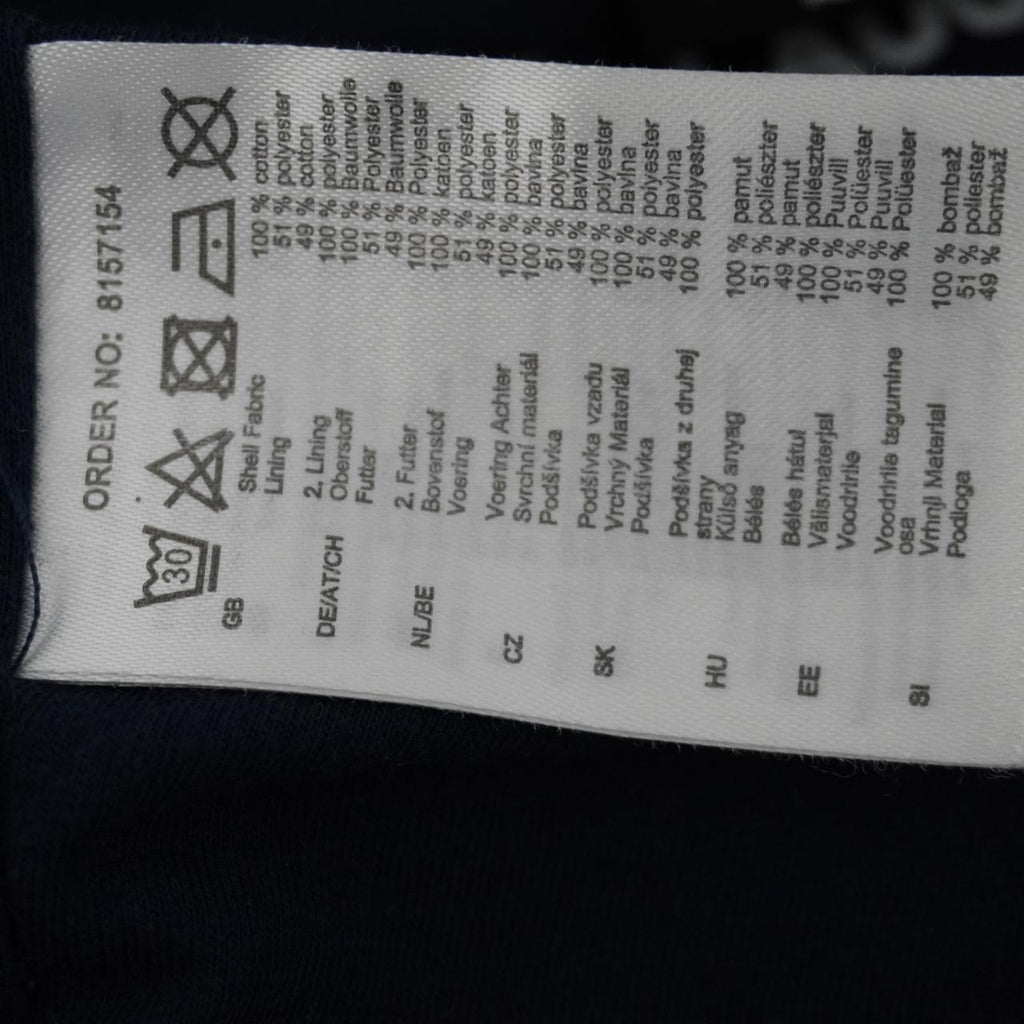 ORDER NO: 8157154
30
GB Shell Fabric 100 % cotton
Lining 51 % polyester
49 % cotton
2. Lining 100 % polyester
DE/AT/CH Oberstoff 100 % Baumwolle
Futter 51 % Polyester
49 % Baumwolle
2. Futter 100 % Polyester
NL/BE Bovenstof 100 % katoen
Voering 51 % polyester
49 % katoen
Voering Achter 100 % polyester
CZ Svrchní materiál 100 % bavlna
Podšívka 51 % polyester
49 % bavlna
Podšívka vzadu 100 % polyester
SK Vrchný Materiál 100 % bavlna
Podšívka 51 % polyester
49 % bavlna
Podšívka z druhej 100 % polyester
strany
HU Külső anyag 100 % pamut
Bélés 51 % poliészter
49 % pamut
Bélés hátul 100 % poliészter
EE Välismaterjal 100 % Puuvill
Voodriile 51 % Polüester
49 % Puuvill
Voodriile tegumine 100 % Polüester
osa
SI Vrhnji Material 100 % bombaž
Podloga 51 % poliester
49 % bombaž